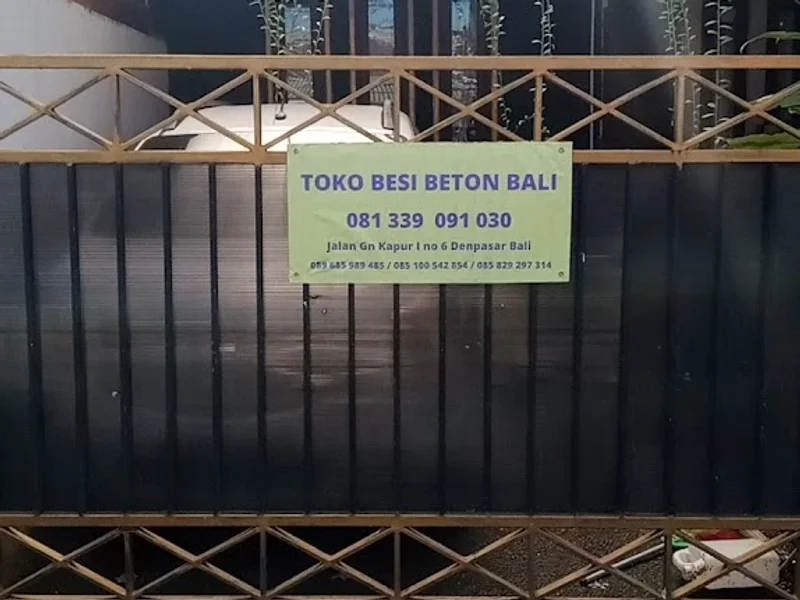 TOKO BESI BETON BALI
081 339 091 030
Jalan Gn Kapur I no 6 Denpasar Bali
089 685 989 485 / 085 100 542 854 / 085 829 297 314